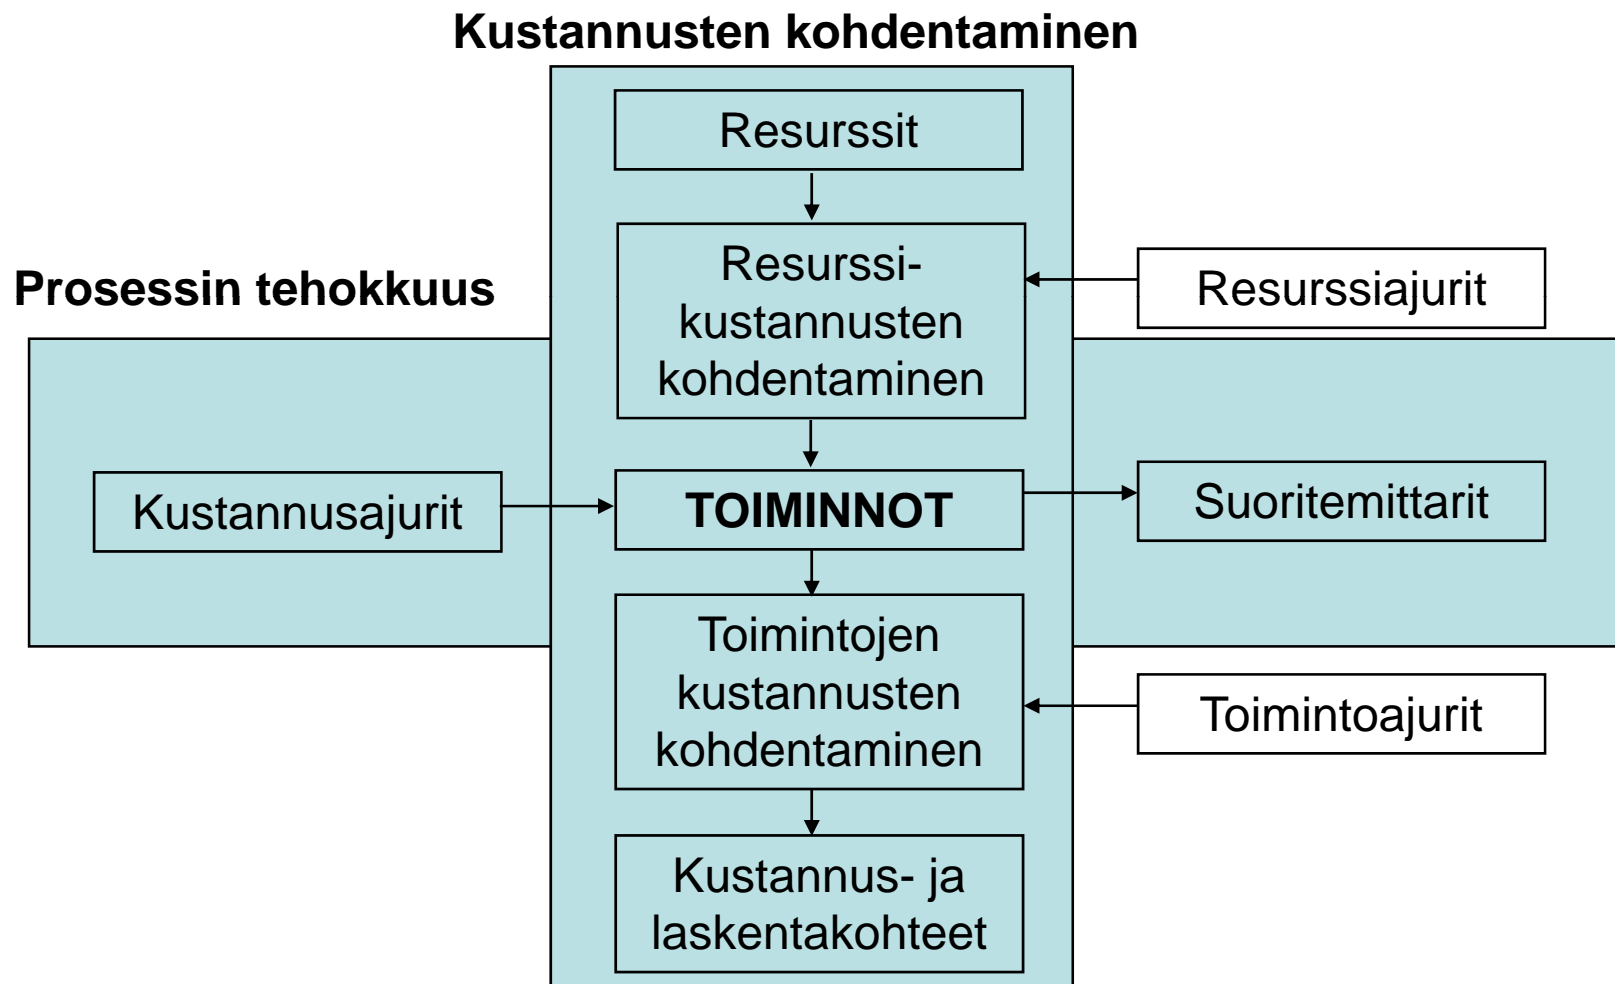 Kustannusten kohdentaminen
Resurssit
Prosessin tehokkuus
Resurssi-
kustannusten
kohdentaminen
Resurssiajurit
Kustannusajurit
TOIMINNOT
Suoritemittarit
Toimintojen
kustannusten
kohdentaminen
Toimintoajurit
Kustannus- ja
laskentakohteet